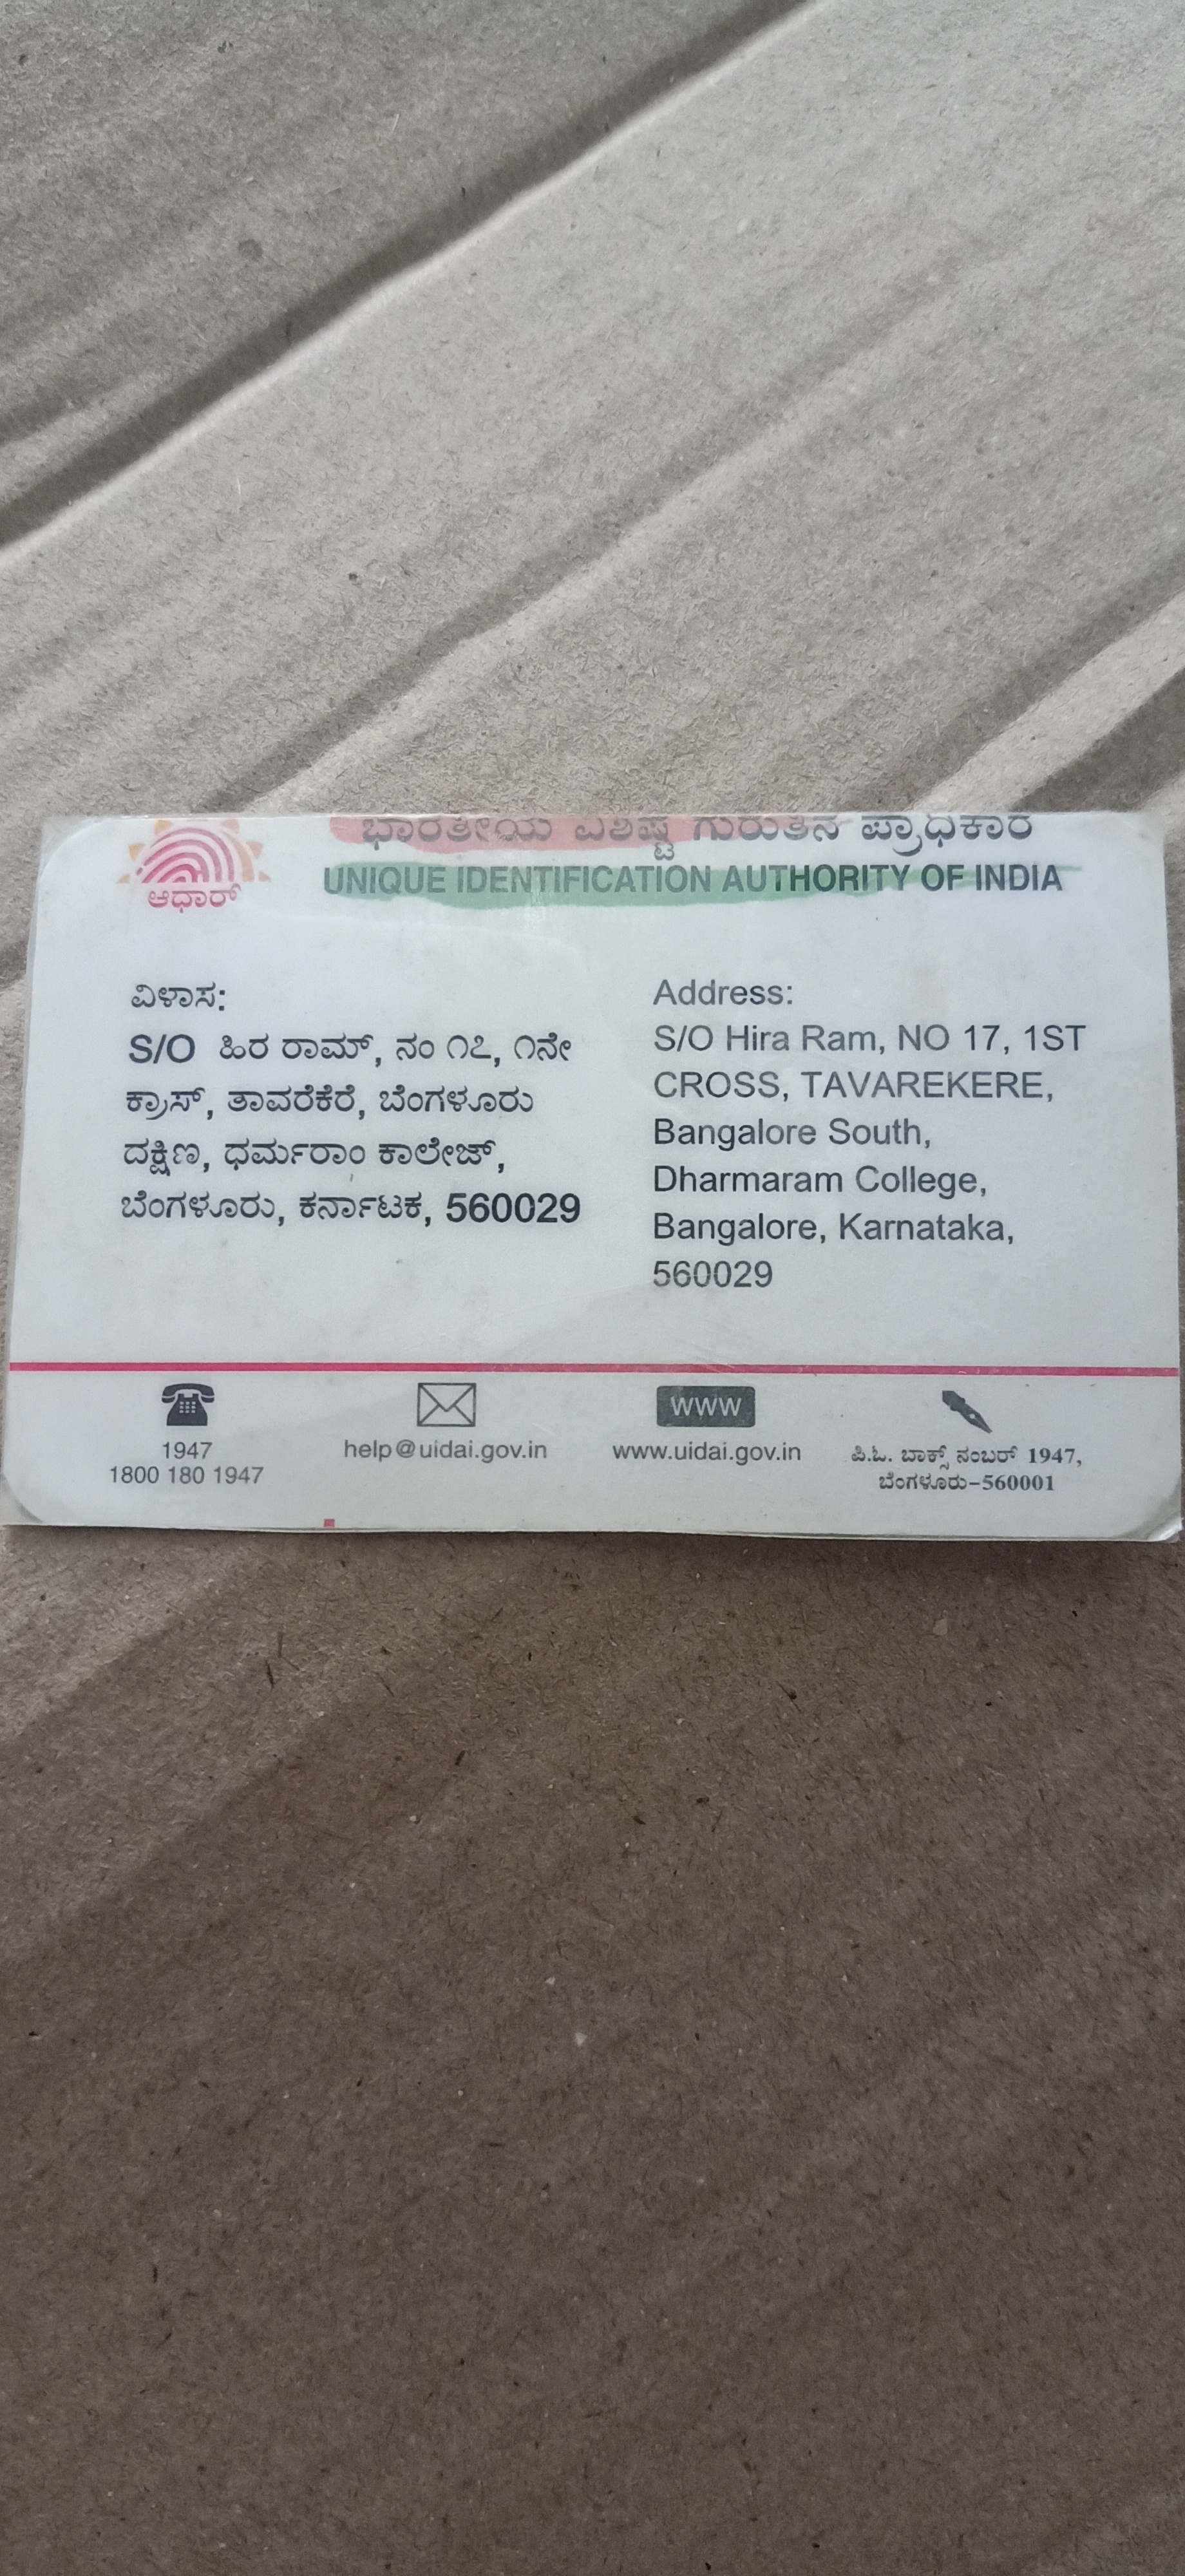 ಭಾರತೀಯ ವಿಶಿಷ್ಟ ಗುರುತಿನ ಪ್ರಾಧಿಕಾರ
UNIQUE IDENTIFICATION AUTHORITY OF INDIA
ಆಧಾರ್
ವಿಳಾಸ:
S/O ಹಿರ ರಾಮ್, ನಂ ೧೭, ೧ನೇ
ಕ್ರಾಸ್, ತಾವರೆಕೆರೆ, ಬೆಂಗಳೂರು
ದಕ್ಷಿಣ, ಧರ್ಮರಾಂ ಕಾಲೇಜ್,
ಬೆಂಗಳೂರು, ಕರ್ನಾಟಕ, 560029
Address:
S/O Hira Ram, NO 17, 1ST
CROSS, TAVAREKERE,
Bangalore South,
Dharmaram College,
Bangalore, Karnataka,
560029
1947
1800 180 1947
help@uidai.gov.in
www
www.uidai.gov.in
ಪಿ.ಓ. ಬಾಕ್ಸ್ ನಂಬರ್ 1947,
ಬೆಂಗಳೂರು-560001